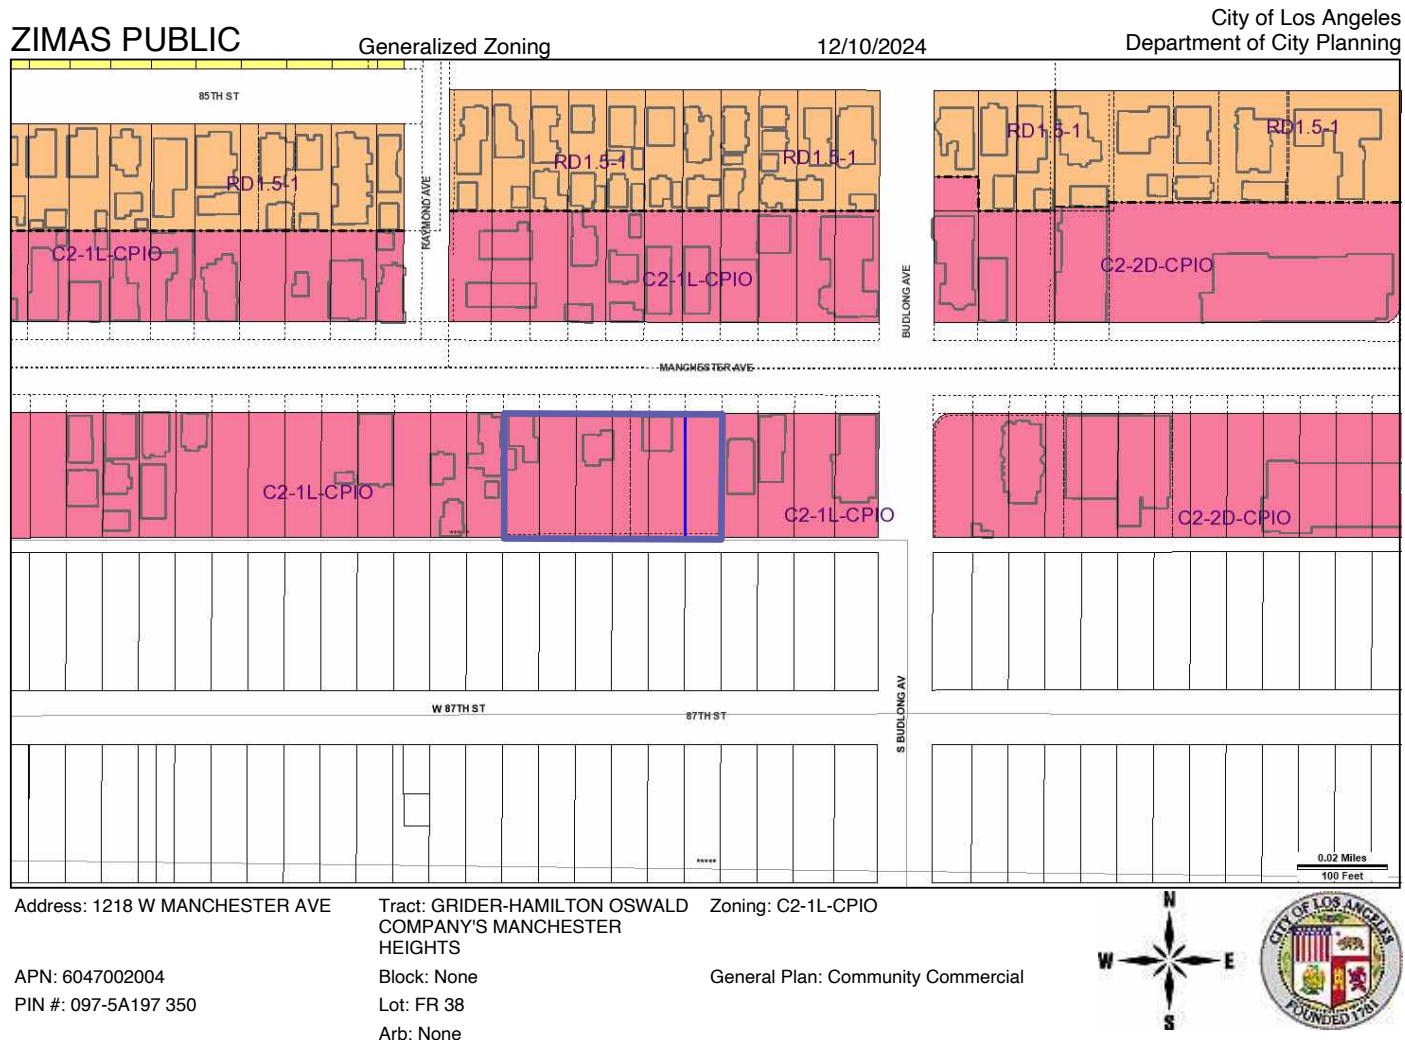 City of Los Angeles
ZIMAS PUBLIC Generalized Zoning 12/10/2024 Department of City Planning
85TH ST
RD1.5-1 RD1.5-1
RD1.5-1 RD1.5-1
RD1.5-1
RAYMOND AVE
C2-1L-CPIO
C2-2D-CPIO
C2-1L-CPIO
BUDLONG AVE
MANCHESTER AVE
C2-1L-CPIO
C2-1L-CPIO
C2-2D-CPIO
*****
W 87TH ST
87TH ST
S BUDLONG AV
*****
0.02 Miles
100 Feet
Address: 1218 W MANCHESTER AVE
APN: 6047002004
PIN #: 097-5A197 350
Tract: GRIDER-HAMILTON OSWALD
COMPANY'S MANCHESTER
HEIGHTS
Block: None
Lot: FR 38
Arb: None
Zoning: C2-1L-CPIO
General Plan: Community Commercial
N
W E
S
CITY OF LOS ANGELES
FOUNDED 1781